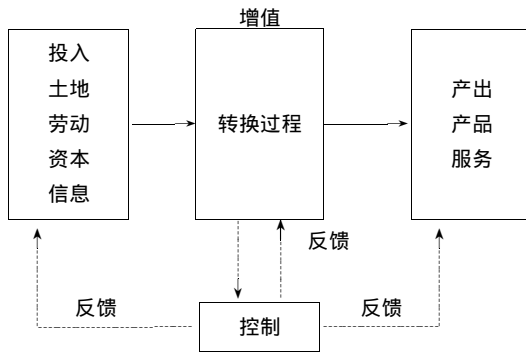 增值
投入
土地
劳动
资本
信息
转换过程
产出
产品
服务
反馈
反馈
反馈
控制